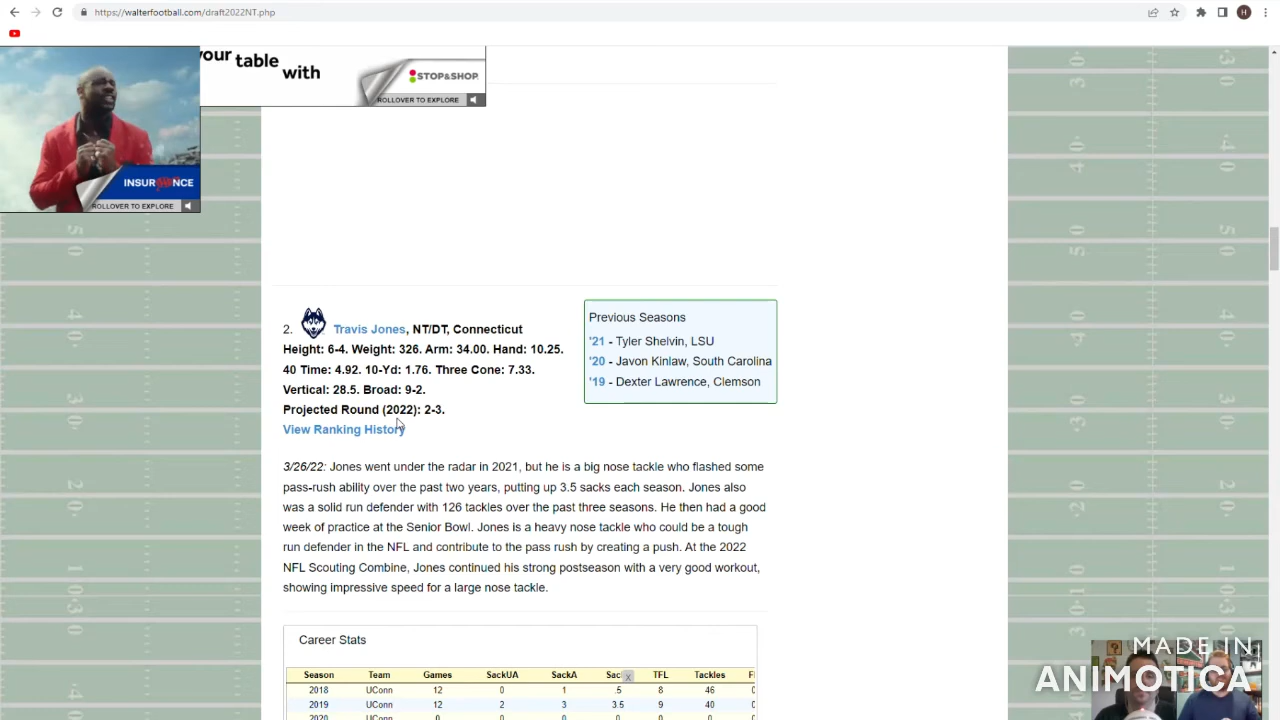 https://walterfootball.com/draft2022NT.php
H
your table
with
STOP&SHOP
ROLLOVER TO EXPLORE
INSURANCE
ROLLOVER TO EXPLORE
2. Travis Jones, NT/DT, Connecticut
Height: 6-4. Weight: 326. Arm: 34.00. Hand: 10.25.
40 Time: 4.92. 10-Yd: 1.76. Three Cone: 7.33.
Vertical: 28.5. Broad: 9-2.
Projected Round (2022): 2-3.
View Ranking History
Previous Seasons
'21 - Tyler Shelvin, LSU
'20 - Javon Kinlaw, South Carolina
'19 - Dexter Lawrence, Clemson
3/26/22: Jones went under the radar in 2021, but he is a big nose tackle who flashed some
pass-rush ability over the past two years, putting up 3.5 sacks each season. Jones also
was a solid run defender with 126 tackles over the past three seasons. He then had a good
week of practice at the Senior Bowl. Jones is a heavy nose tackle who could be a tough
run defender in the NFL and contribute to the pass rush by creating a push. At the 2022
NFL Scouting Combine, Jones continued his strong postseason with a very good workout,
showing impressive speed for a large nose tackle.
Career Stats
Season Team Games SackUA SackA Sac x TFL Tackles F
2018 UConn 12 0 1 .5 8 46
2019 UConn 12 2 3 3.5 9 40
2020 UConn 0 0 0 0 0 0
MADE IN
ANIMOTICA